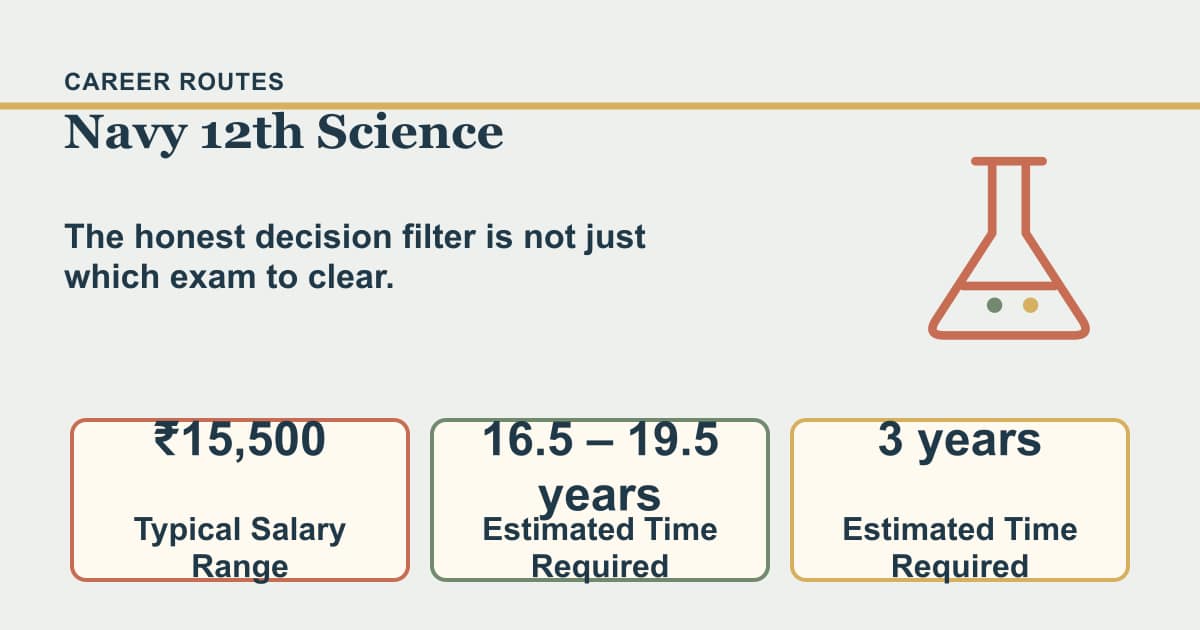 CAREER ROUTES
Navy 12th Science
The honest decision filter is not just
which exam to clear.
₹15,500
Typical Salary
Range
16.5 – 19.5
years
Estimated Time
Required
3 years
Estimated Time
Required